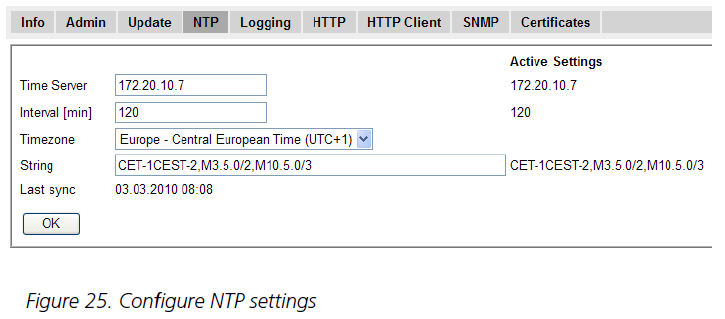 Info Admin Update NTP Logging HTTP HTTP Client SNMP Certificates
Active Settings
Time Server 172.20.10.7 172.20.10.7
Interval [min] 120 120
Timezone Europe - Central European Time (UTC+1)
String CET-1CEST-2,M3.5.0/2,M10.5.0/3 CET-1CEST-2,M3.5.0/2,M10.5.0/3
Last sync 03.03.2010 08:08
OK
Figure 25. Configure NTP settings